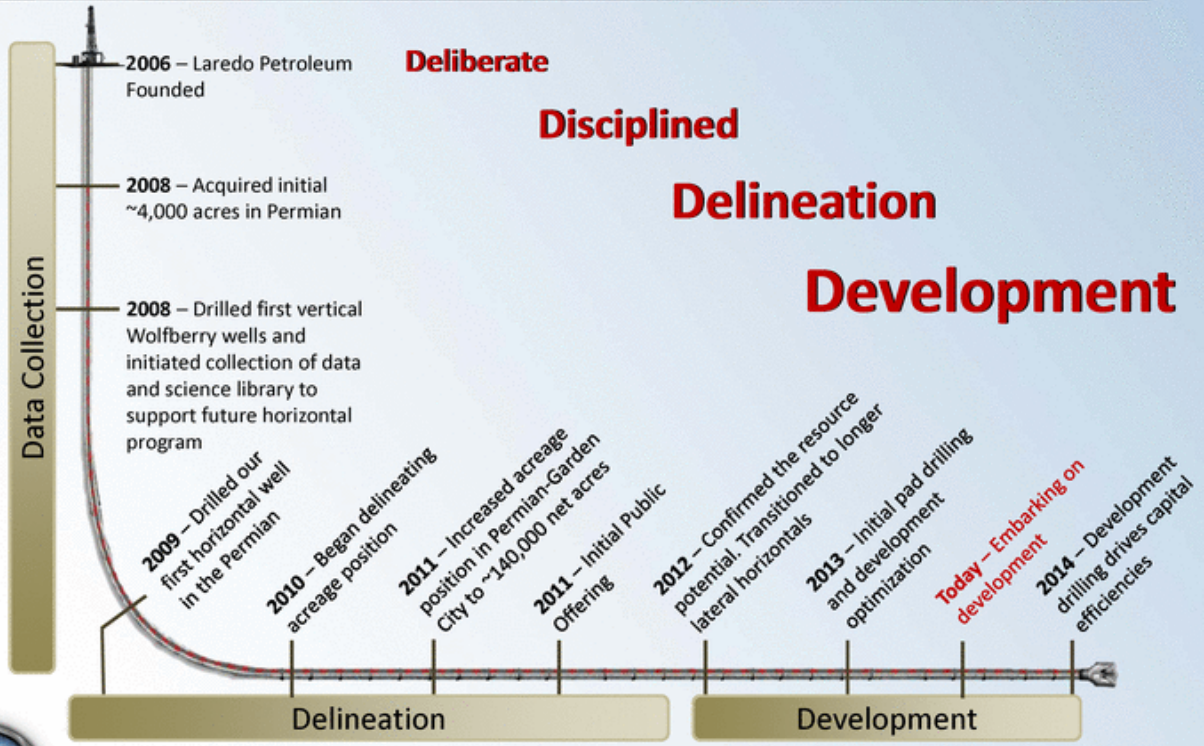 2006 – Laredo Petroleum
Founded
Deliberate
Disciplined
2008 – Acquired initial
~4,000 acres in Permian
Delineation
Development
2008 – Drilled first vertical
Wolfberry wells and
initiated collection of data
and science library to
support future horizontal
program
Data Collection
2009 – Drilled our
first horizontal well
in the Permian
2010 – Began delineating
acreage position
2011 – Increased acreage
position in Permian-Garden
City to ~140,000 net acres
2011 – Initial Public
Offering
2012 – Confirmed the resource
potential. Transitioned to longer
lateral horizontals
2013 – Initial pad drilling
and development
optimization
Today – Embarking on
development
2014 – Development
drilling drives capital
efficiencies
Delineation
Development